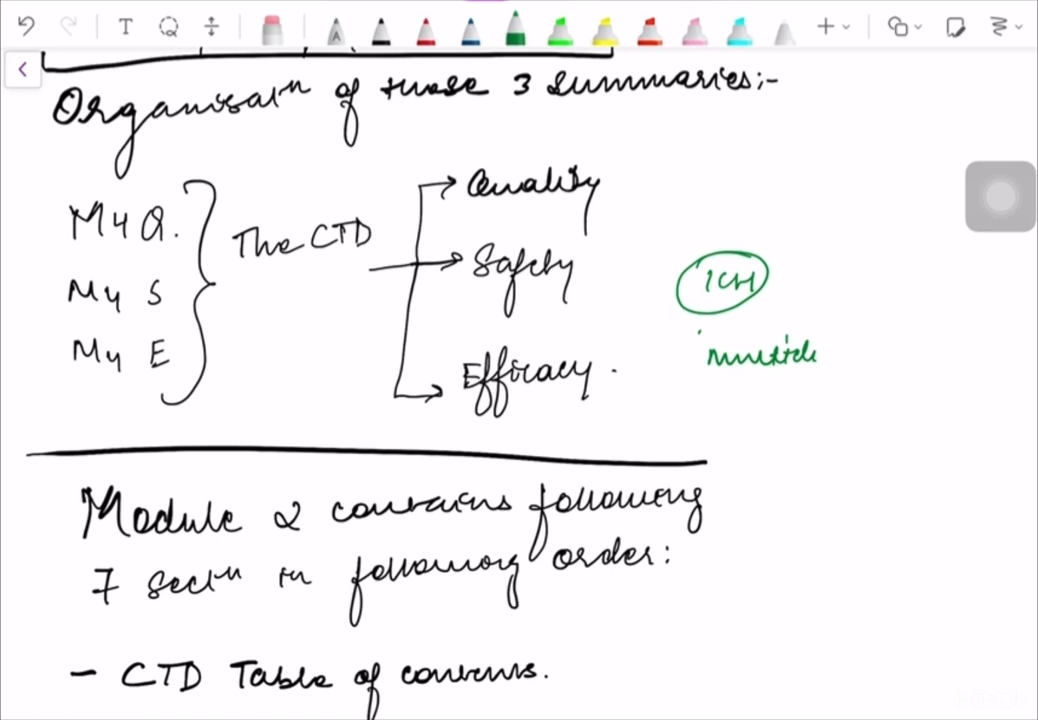 Organisatn of these 3 Summaries:-
M4 Q.
M4 S
M4 E
The CTD
Quality
Safety
Efficacy.
ICH
Module 2 contains following
7 sectn in following order:
- CTD Table of contents.